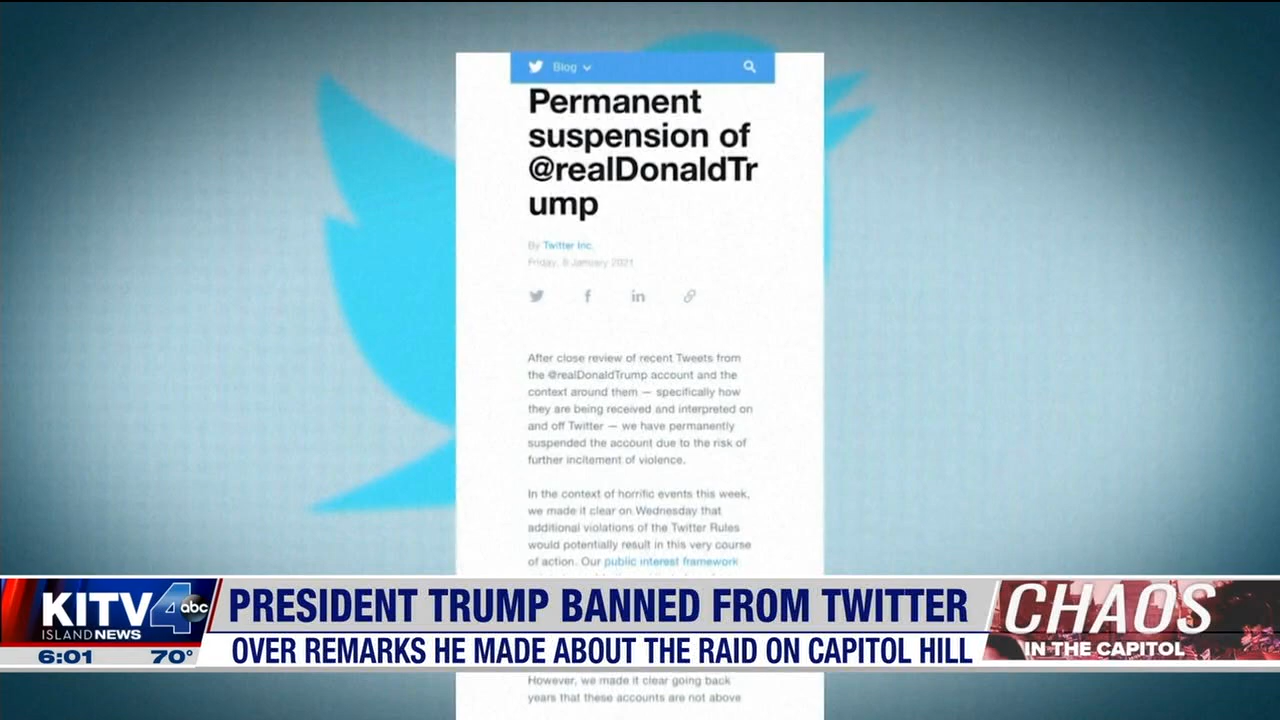 Blog
Permanent
suspension of
@realDonaldTr
ump
By Twitter Inc.
Friday, 8 January 2021
in
After close review of recent Tweets from
the @realDonaldTrump account and the
context around them — specifically how
they are being received and interpreted on
and off Twitter — we have permanently
suspended the account due to the risk of
further incitement of violence.
In the context of horrific events this week,
we made it clear on Wednesday that
additional violations of the Twitter Rules
would potentially result in this very course
of action. Our public interest framework
KITV 4 abc
ISLAND NEWS
6:01 70°
PRESIDENT TRUMP BANNED FROM TWITTER
OVER REMARKS HE MADE ABOUT THE RAID ON CAPITOL HILL
CHAOS
IN THE CAPITOL
However, we made it clear going back
years that these accounts are not above